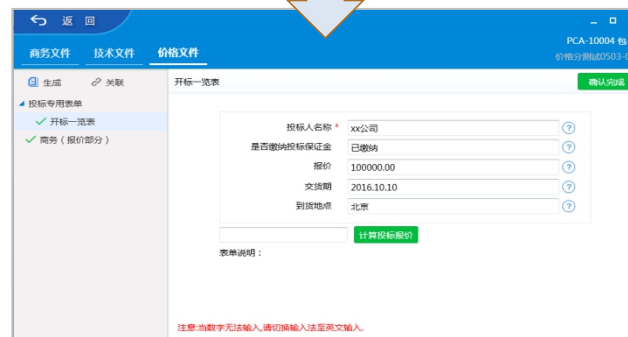 返 回
PCA-10004 包
商务文件 技术文件 价格文件
价格分测试0503-
生成 关联 开标一览表 确认完成
投标专用表单
开标一览表
商务（报价部分）
投标人名称 * xx公司
是否缴纳投标保证金 已缴纳
报价 100000.00
交货期 2016.10.10
到货地点 北京
计算投标报价
表单说明：
注意:当数字无法输入,请切换输入法至英文输入.